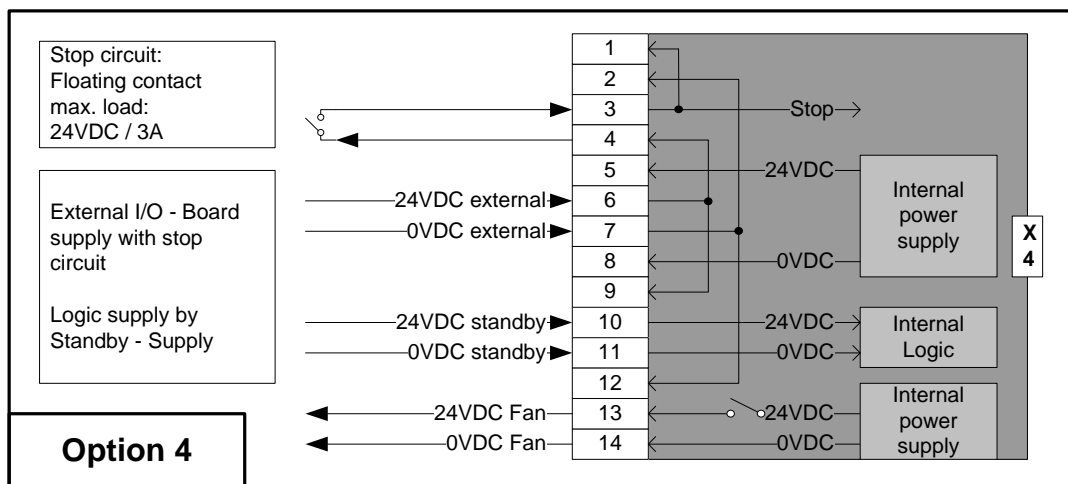 Stop circuit:
Floating contact
max. load:
24VDC / 3A
External I/O - Board
supply with stop
circuit
Logic supply by
Standby - Supply
Option 4
24VDC external
0VDC external
24VDC standby
0VDC standby
24VDC Fan
0VDC Fan
1
2
3
4
5
6
7
8
9
10
11
12
13
14
Stop
24VDC
0VDC
24VDC
0VDC
24VDC
0VDC
Internal
power
supply
Internal
Logic
Internal
power
supply
X
4